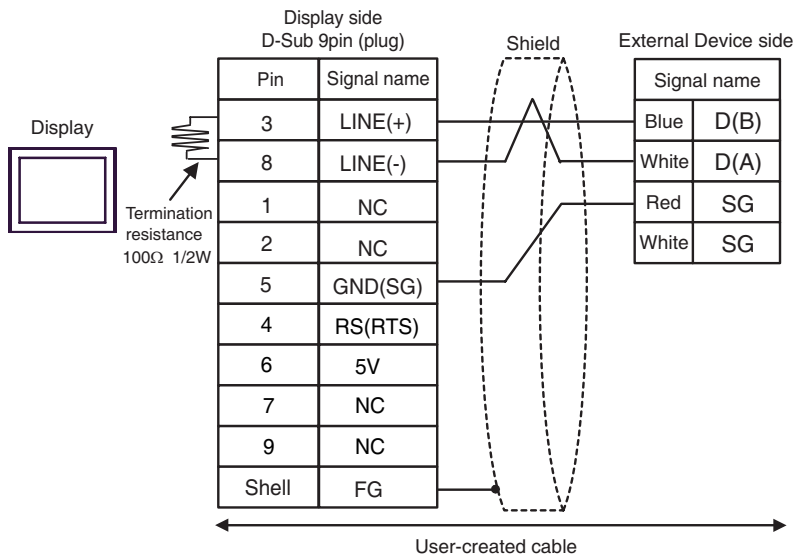 Display side
D-Sub 9pin (plug)
Shield
External Device side
Display
Termination
resistance
100Ω 1/2W
Pin Signal name
3 LINE(+)
8 LINE(-)
1 NC
2 NC
5 GND(SG)
4 RS(RTS)
6 5V
7 NC
9 NC
Shell FG
Signal name
Blue D(B)
White D(A)
Red SG
White SG
User-created cable